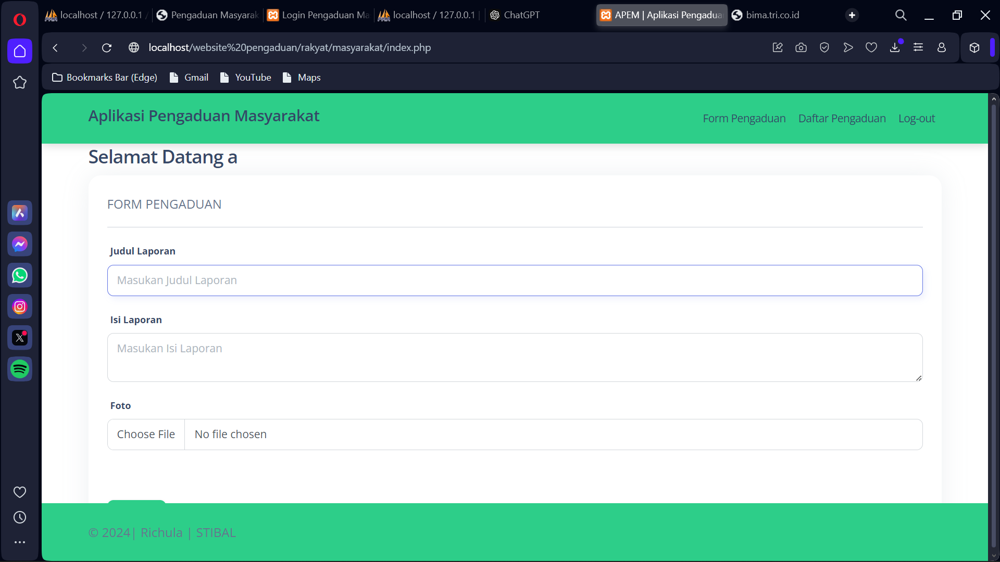 localhost / 127.0.0.1 /
Pengaduan Masyarak
Login Pengaduan Ma
localhost / 127.0.0.1 |
ChatGPT
APEM | Aplikasi Pengaduan
bima.tri.co.id
localhost/website%20pengaduan/rakyat/masyarakat/index.php
Bookmarks Bar (Edge)
Gmail
YouTube
Maps
Aplikasi Pengaduan Masyarakat
Form Pengaduan
Daftar Pengaduan
Log-out
Selamat Datang a
FORM PENGADUAN
Judul Laporan
Masukan Judul Laporan
Isi Laporan
Masukan Isi Laporan
Foto
Choose File
No file chosen
© 2024| Richula | STIBAL